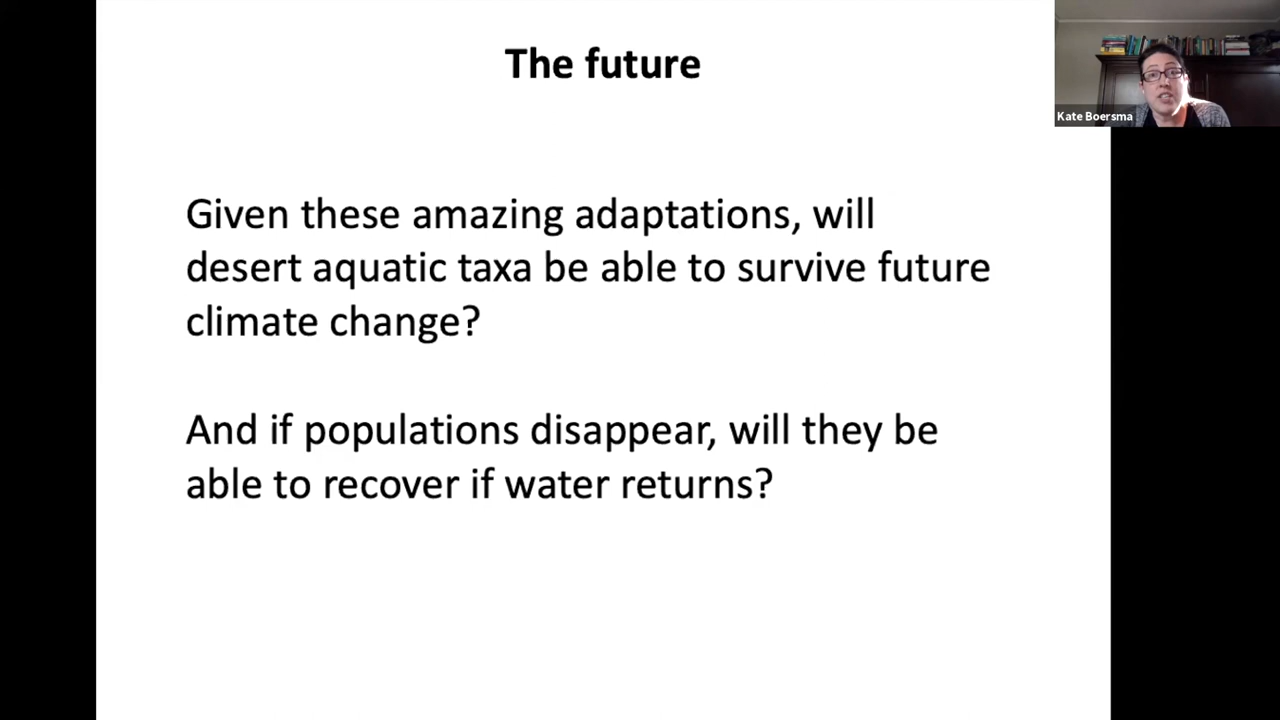 The future
Kate Boersma
Given these amazing adaptations, will
desert aquatic taxa be able to survive future
climate change?
And if populations disappear, will they be
able to recover if water returns?